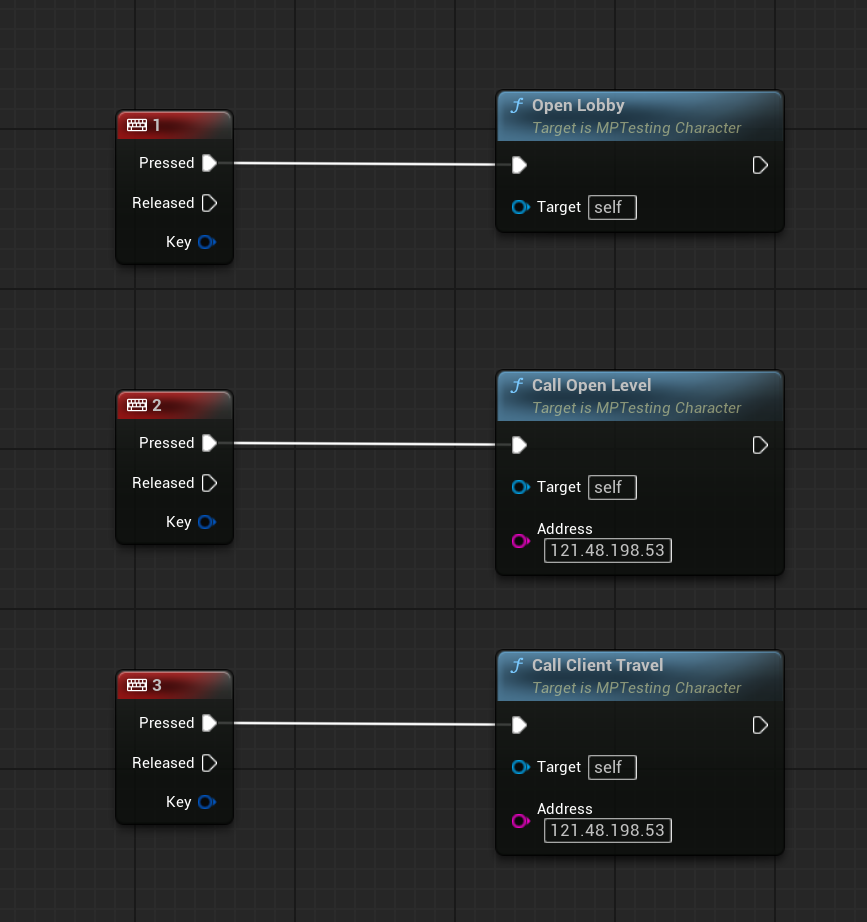 1
Pressed
Released
Key
f Open Lobby
Target is MPTesting Character
Target self
2
Pressed
Released
Key
f Call Open Level
Target is MPTesting Character
Target self
Address
121.48.198.53
3
Pressed
Released
Key
f Call Client Travel
Target is MPTesting Character
Target self
Address
121.48.198.53